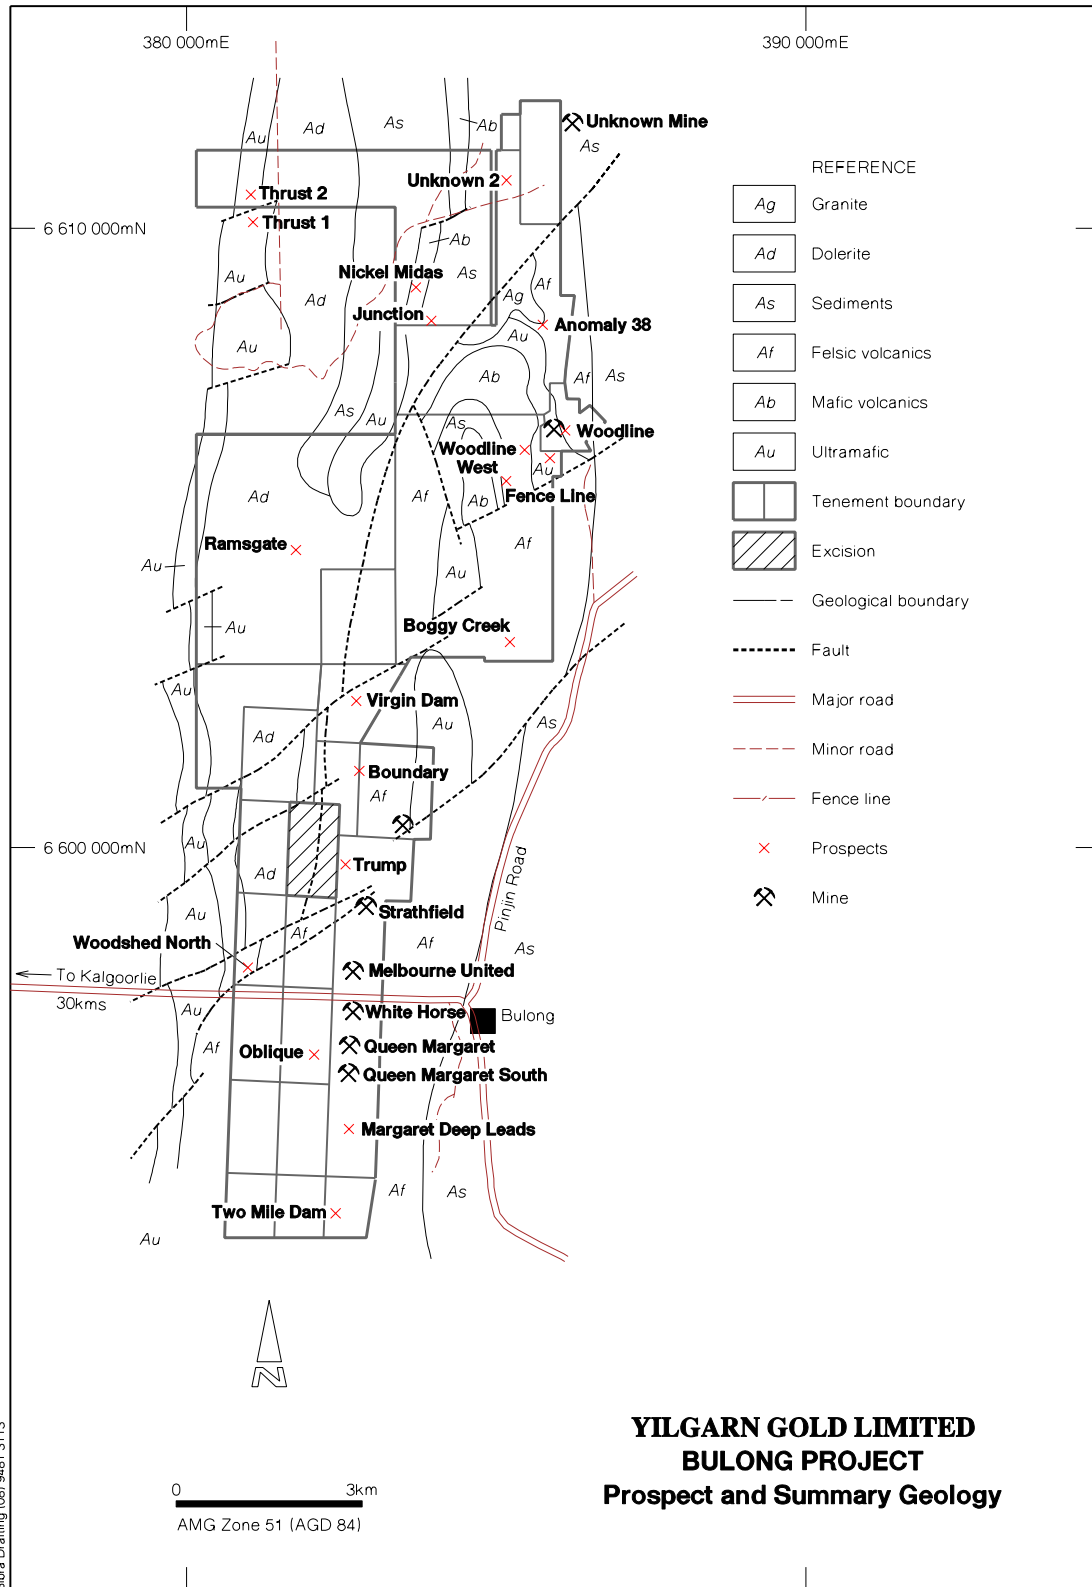 380 000mE
390 000mE
Unknown Mine
Ad
As
Ab
Au
As
REFERENCE
Unknown 2
Thrust 2
Ag
Granite
Thrust 1
6 610 000mN
Ab
Ad
Dolerite
Nickel Midas
As
Au
Af
Ag
Ad
As
Sediments
Junction
Anomaly 38
Au
Au
Af
Felsic volcanics
Ab
Af
As
As
Au
Ab
Mafic volcanics
As
Woodline
Woodline
West
Au
Au
Ultramafic
Ad
Af
Ab
Fence Line
Tenement boundary
Ramsgate
Af
Excision
Au
Au
Geological boundary
Au
Boggy Creek
Fault
Au
Virgin Dam
Major road
Ad
Au
As
Minor road
Boundary
Af
Fence line
Au
6 600 000mN
Prospects
Ad
Trump
Pinjin Road
Mine
Au
Strathfield
Af
Af
As
Woodshed North
To Kalgoorlie
Melbourne United
30kms
Au
White Horse
Bulong
Af
Oblique
Queen Margaret
Queen Margaret South
Margaret Deep Leads
Af
As
Two Mile Dam
Au
N
YILGARN GOLD LIMITED
BULONG PROJECT
Prospect and Summary Geology
0
3km
AMG Zone 51 (AGD 84)